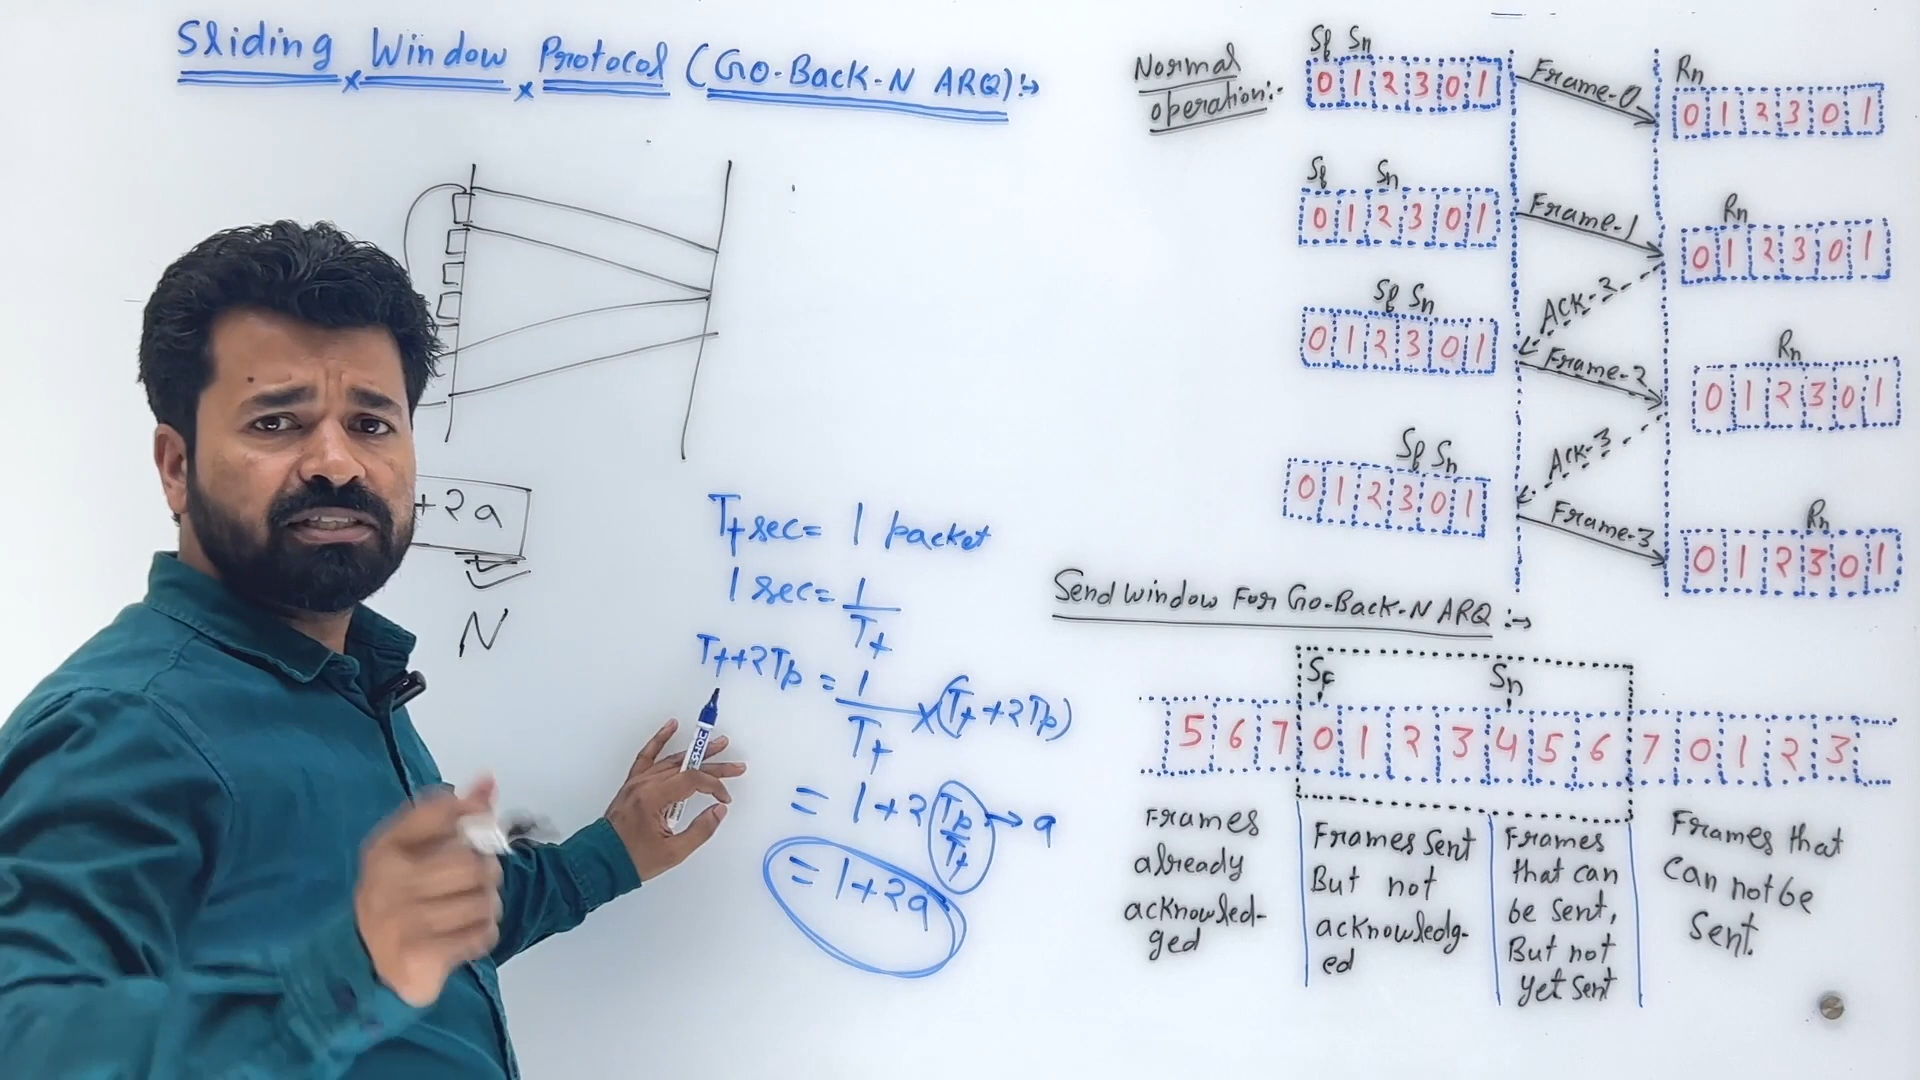 Sliding Window Protocol (Go-Back-N ARQ):→
+2a
N
Tt sec = 1 packet
1 sec = 1/Tt
Tt+2Tp = 1/Tt × (Tt+2Tp)
= 1+2 Tp/Tt → a
= 1+2a
Normal
operation:-
Sf Sn
0 1 2 3 0 1
Frame-0
Rn
0 1 2 3 0 1
Sf Sn
0 1 2 3 0 1
Frame-1
Rn
0 1 2 3 0 1
ACK-2
Sf Sn
0 1 2 3 0 1
Frame-2
Rn
0 1 2 3 0 1
ACK-3
Sf Sn
0 1 2 3 0 1
Frame-3
Rn
0 1 2 3 0 1
Send window For Go-Back-N ARQ:→
Sf Sn
5 6 7 0 1 2 3 4 5 6 7 0 1 2 3
Frames
already
acknowled-
ged
Frames Sent
But not
acknowledg-
ed
Frames
that can
be sent,
But not
yet sent
Frames that
can not be
sent.